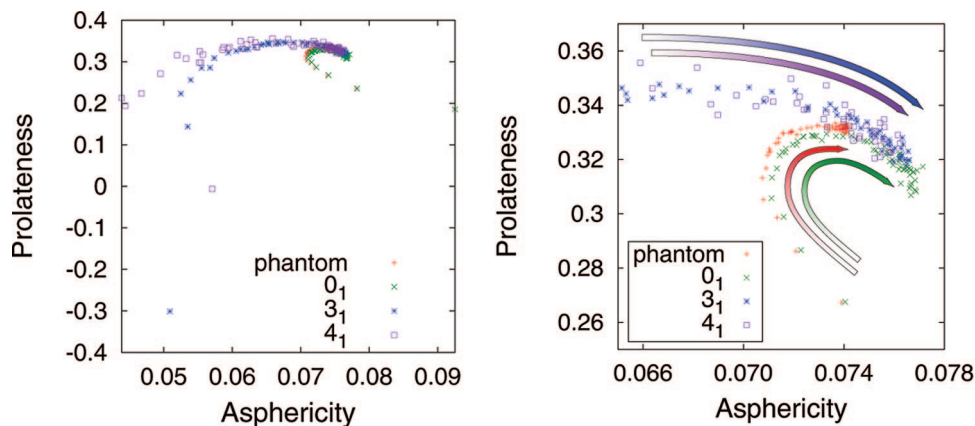 Prolateness
0.4
0.3
0.2
0.1
0
-0.1
-0.2
-0.3
-0.4
0.05 0.06 0.07 0.08 0.09
Asphericity
phantom
0₁
3₁
4₁
Prolateness
0.36
0.34
0.32
0.3
0.28
0.26
0.066 0.070 0.074 0.078
Asphericity
phantom
0₁
3₁
4₁